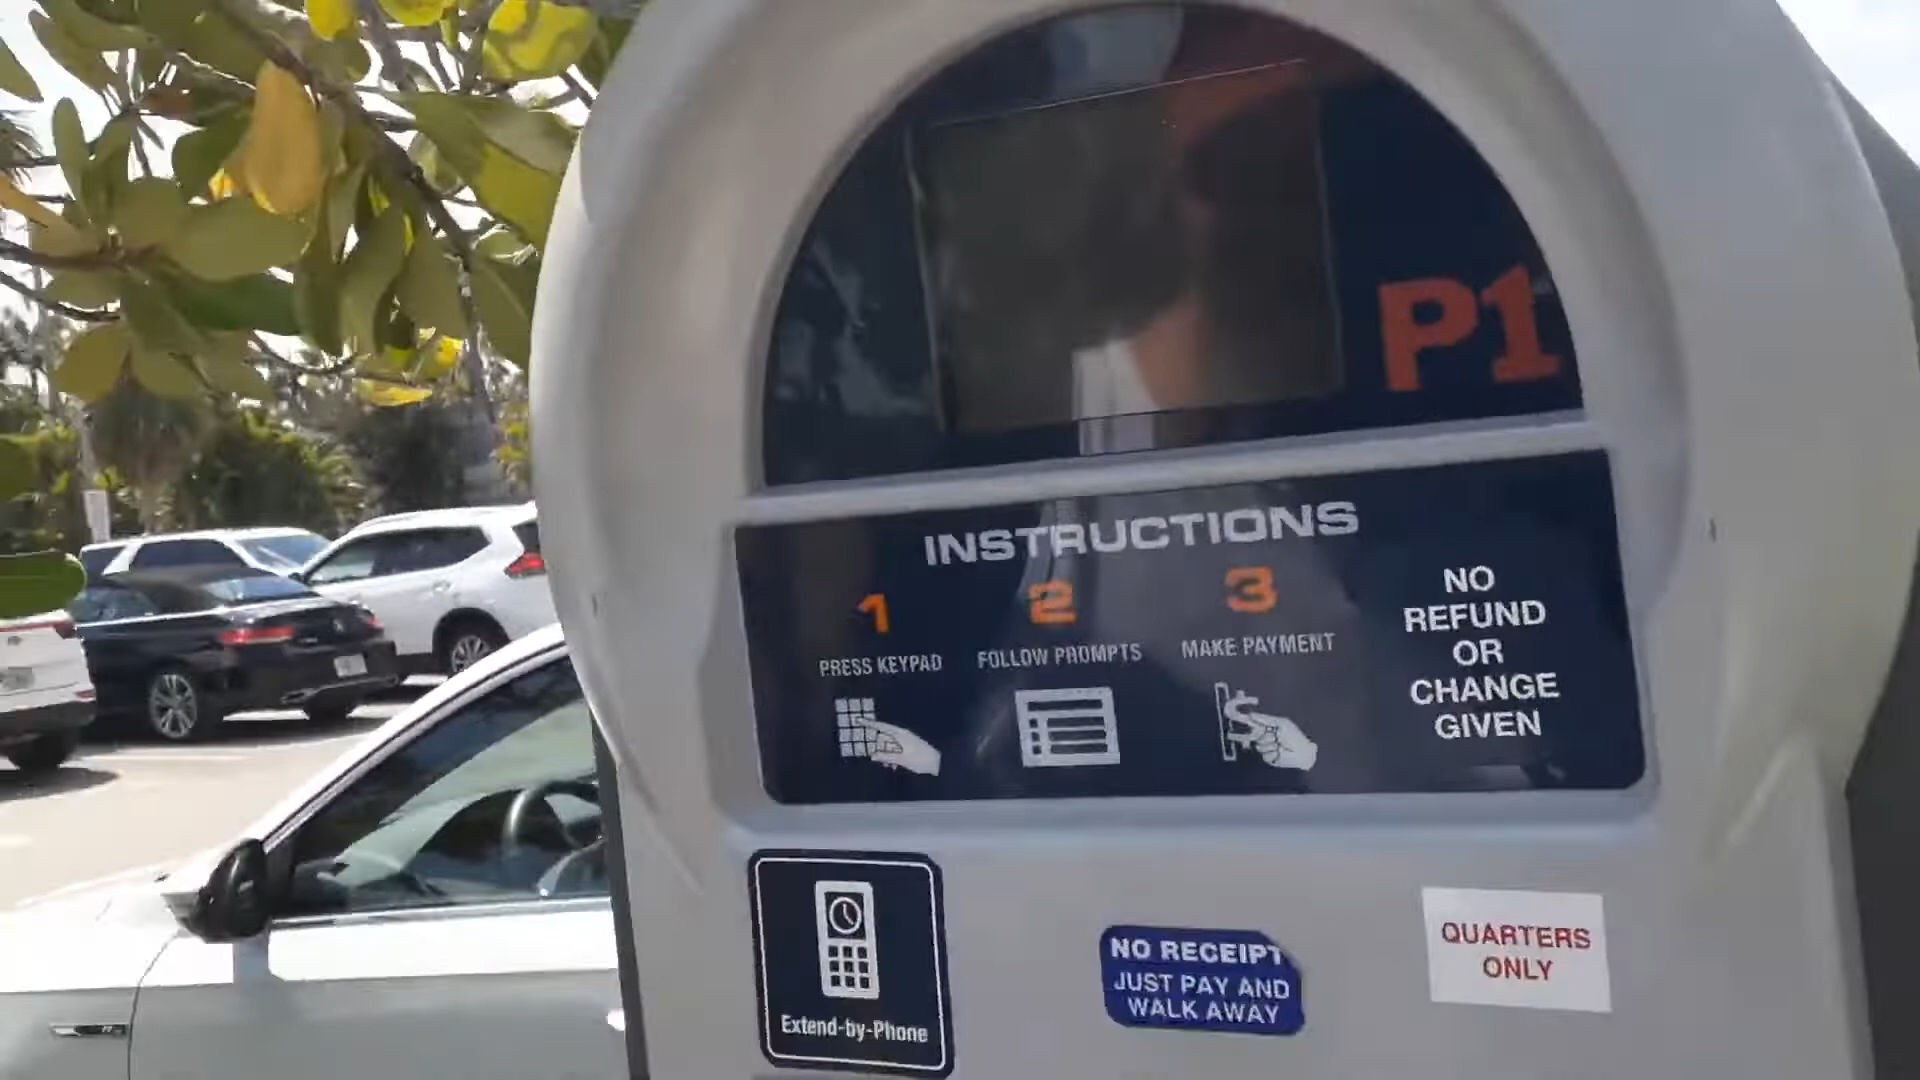 P1
INSTRUCTIONS
1 2 3
PRESS KEYPAD FOLLOW PROMPTS MAKE PAYMENT
NO
REFUND
OR
CHANGE
GIVEN
Extend-by-Phone
NO RECEIPT
JUST PAY AND
WALK AWAY
QUARTERS
ONLY